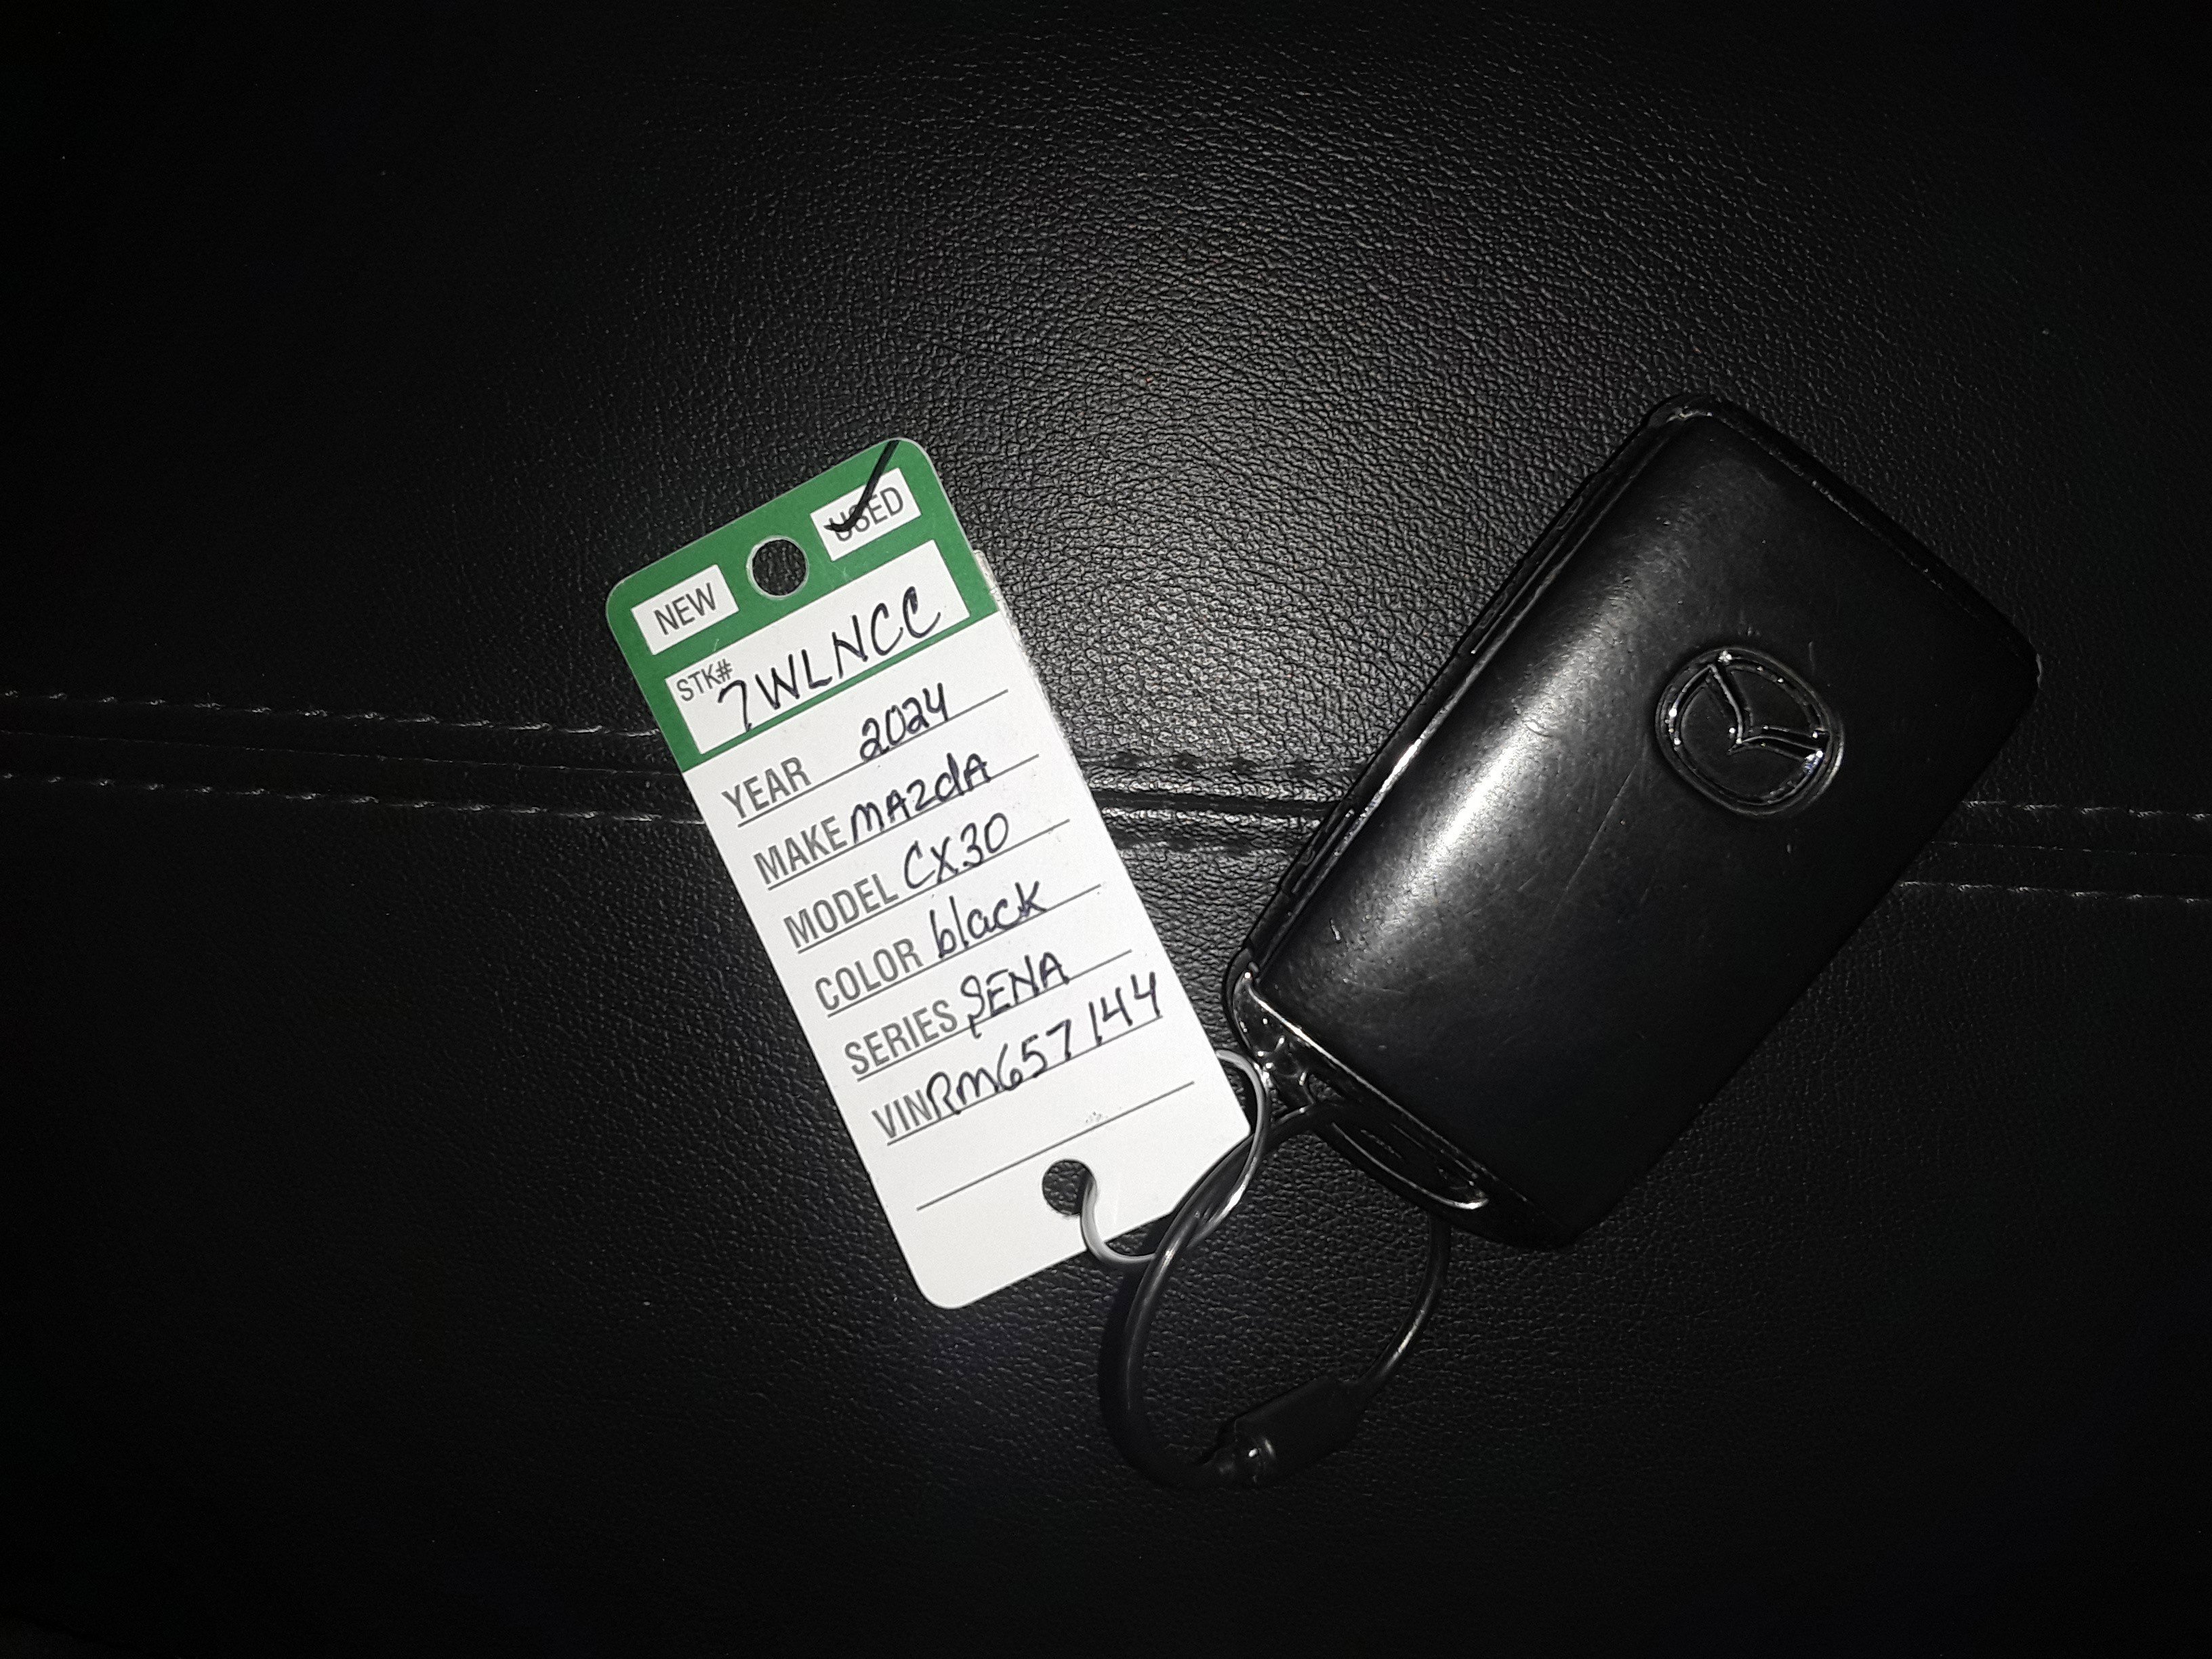 NEW USED
STK# 7WLNCC
YEAR 2024
MAKE MAZdA
MODEL CX30
COLOR black
SERIES SENA
VIN RM657144